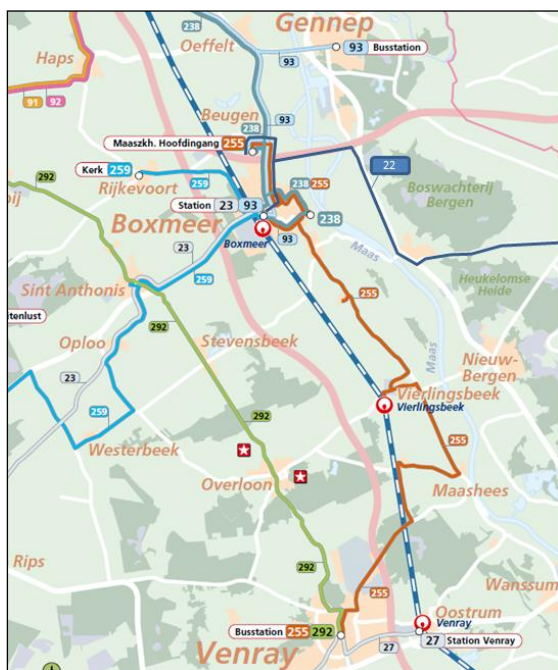 238
Gennep
Oeffelt
93 Busstation
93
Haps
91 92
Beugen
93
238
Maaszkh. Hoofdingang 255
292
Kerk 259
259
Rijkevoort
22
238 255
Boswachterij
Bergen
Station 23 93
238
Boxmeer
Boxmeer
93
Maas
23
259
255
Heukelomse
Heide
Sint Anthonis
292
Oploo
Stevensbeek
Maas
Nieuw-
Bergen
23
Vierlingsbeek
Vierlingsbeek
259
292
Westerbeek
255
Overloon
Maashees
292
Rips
255
Wanssum
Oostrum
Venray
Busstation 255 292
27
27 Station Venray
Venray